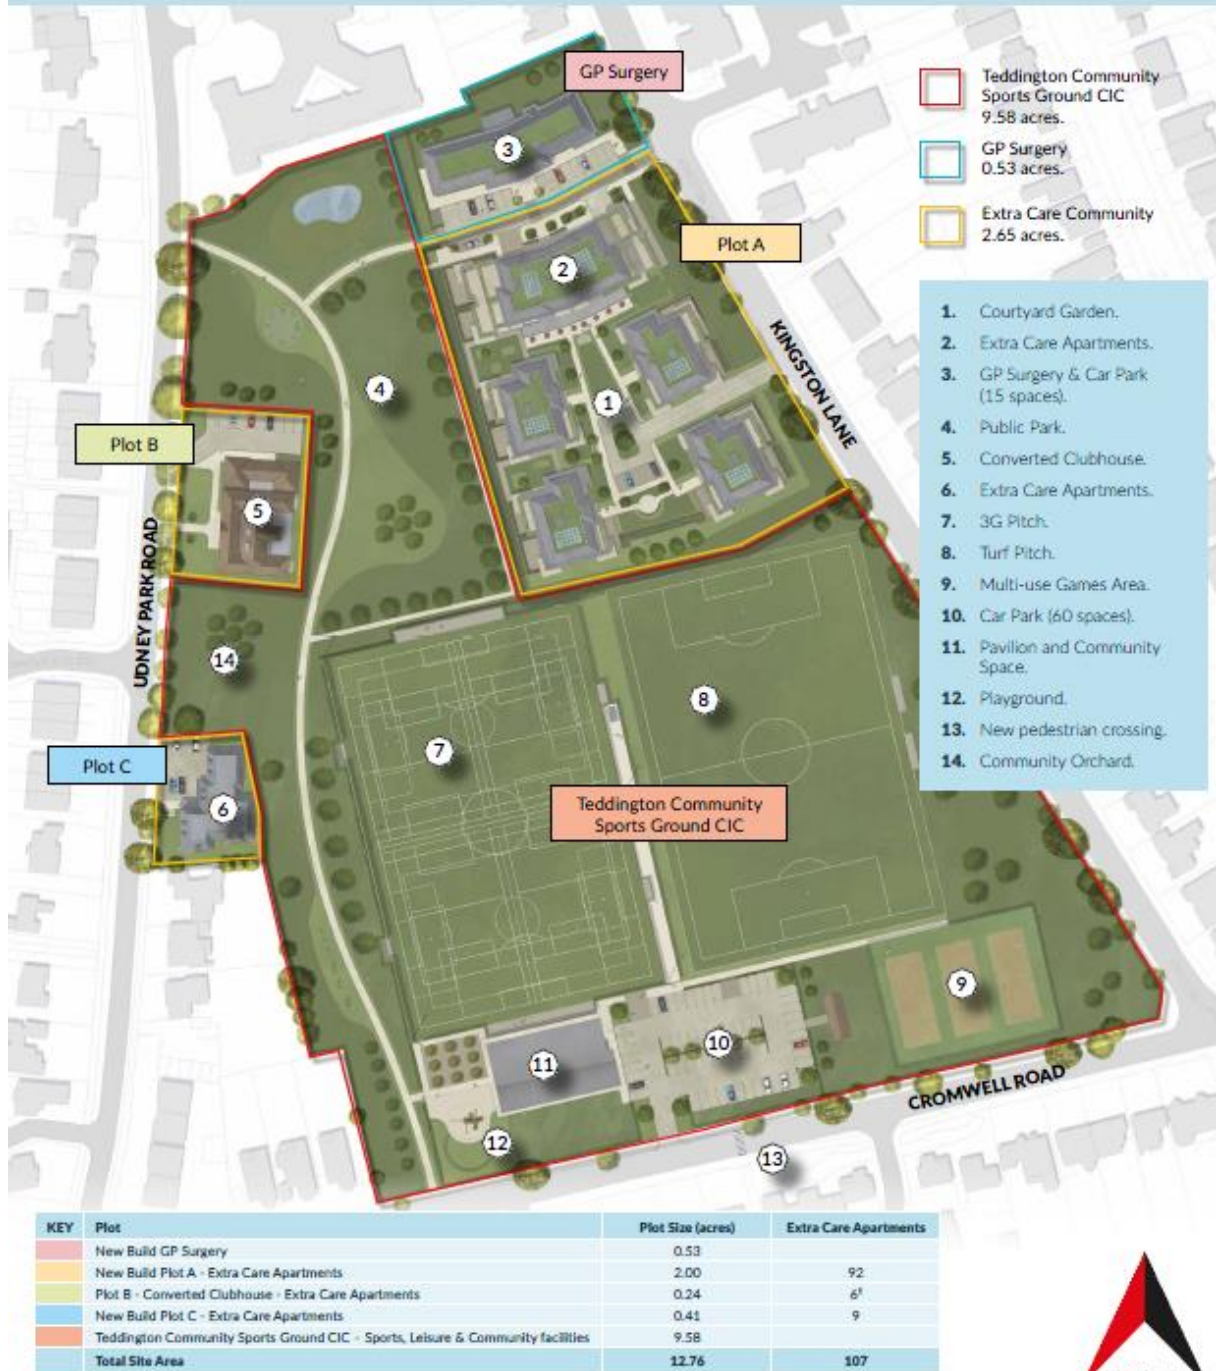 GP Surgery
Teddington Community
Sports Ground CIC
9.58 acres.
GP Surgery
0.53 acres.
Extra Care Community
2.65 acres.
3
Plot A
2
1. Courtyard Garden.
2. Extra Care Apartments.
3. GP Surgery & Car Park
(15 spaces).
4. Public Park.
5. Converted Clubhouse.
6. Extra Care Apartments.
7. 3G Pitch.
8. Turf Pitch.
9. Multi-use Games Area.
10. Car Park (60 spaces).
11. Pavilion and Community
Space.
12. Playground.
13. New pedestrian crossing.
14. Community Orchard.
KINGSTON LANE
4
1
Plot B
5
UDNEY PARK ROAD
14
8
7
Plot C
6
Teddington Community
Sports Ground CIC
9
10
11
CROMWELL ROAD
12
13
KEY Plot Plot Size (acres) Extra Care Apartments
New Build GP Surgery 0.53
New Build Plot A - Extra Care Apartments 2.00 92
Plot B - Converted Clubhouse - Extra Care Apartments 0.24 6
New Build Plot C - Extra Care Apartments 0.41 9
Teddington Community Sports Ground CIC - Sports, Leisure & Community facilities 9.58
Total Site Area 12.76 107